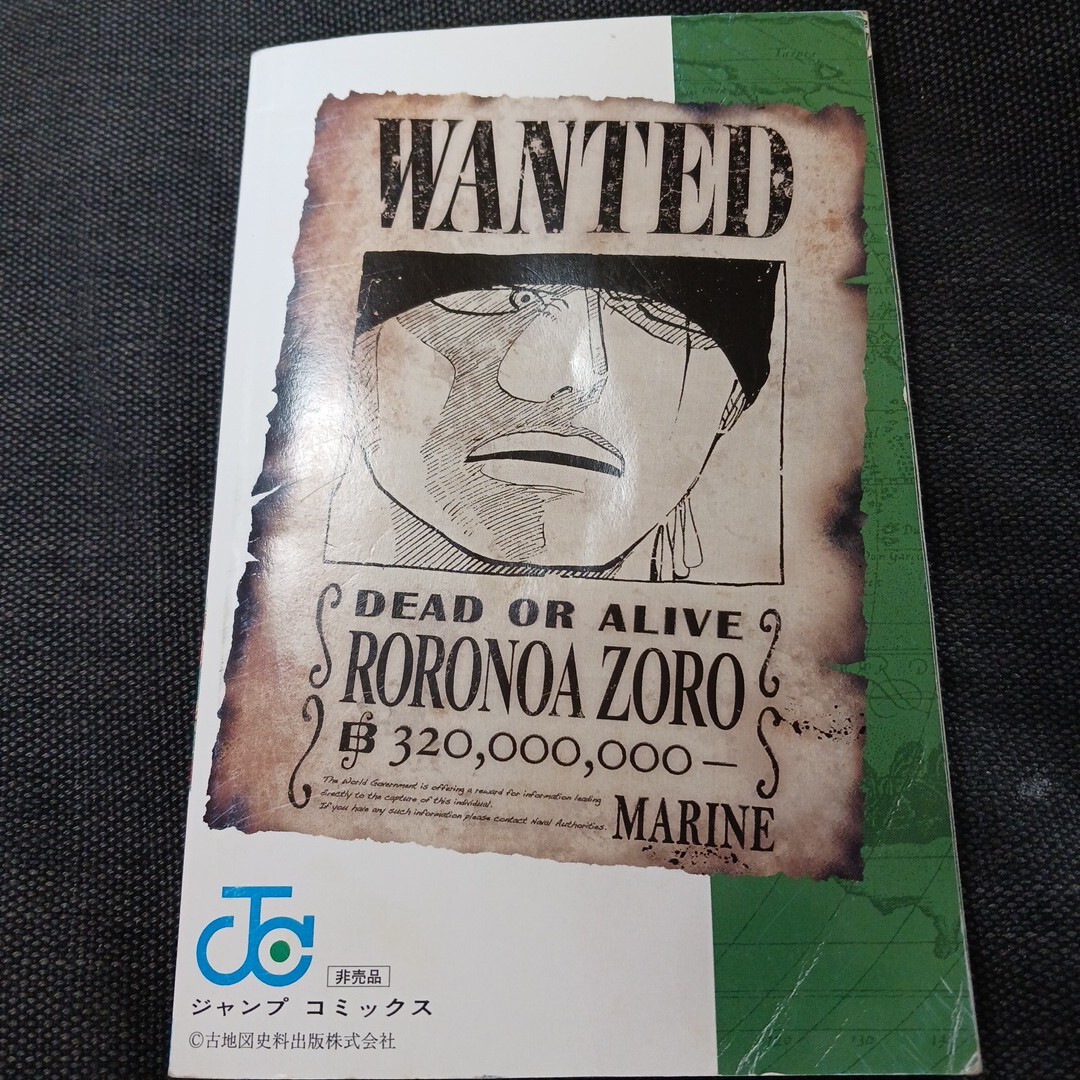 WANTED
DEAD OR ALIVE
RORONOA ZORO
฿ 320,000,000—
The World Government is offering a reward for information leading
directly to the capture of this individual.
If you have any such information please contact Naval Authorities.
MARINE
JC
非売品
ジャンプ コミックス
©古地図史料出版株式会社
130